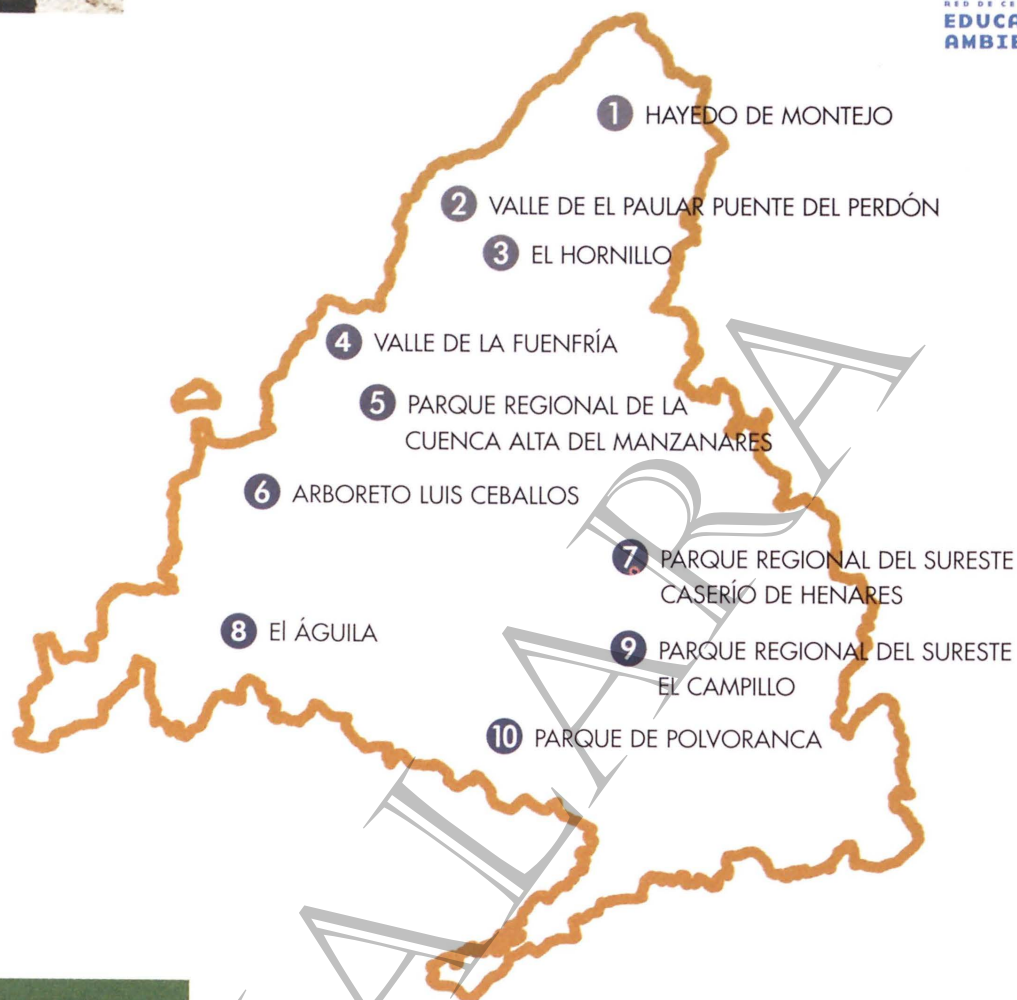 EDUCA
AMBIE
1 HAYEDO DE MONTEJO
2 VALLE DE EL PAULAR PUENTE DEL PERDÓN
3 EL HORNILLO
4 VALLE DE LA FUENFRÍA
5 PARQUE REGIONAL DE LA
CUENCA ALTA DEL MANZANARES
6 ARBORETO LUIS CEBALLOS
7 PARQUE REGIONAL DEL SURESTE
CASERÍO DE HENARES
8 El ÁGUILA
9 PARQUE REGIONAL DEL SURESTE
EL CAMPILLO
10 PARQUE DE POLVORANCA
ALARA